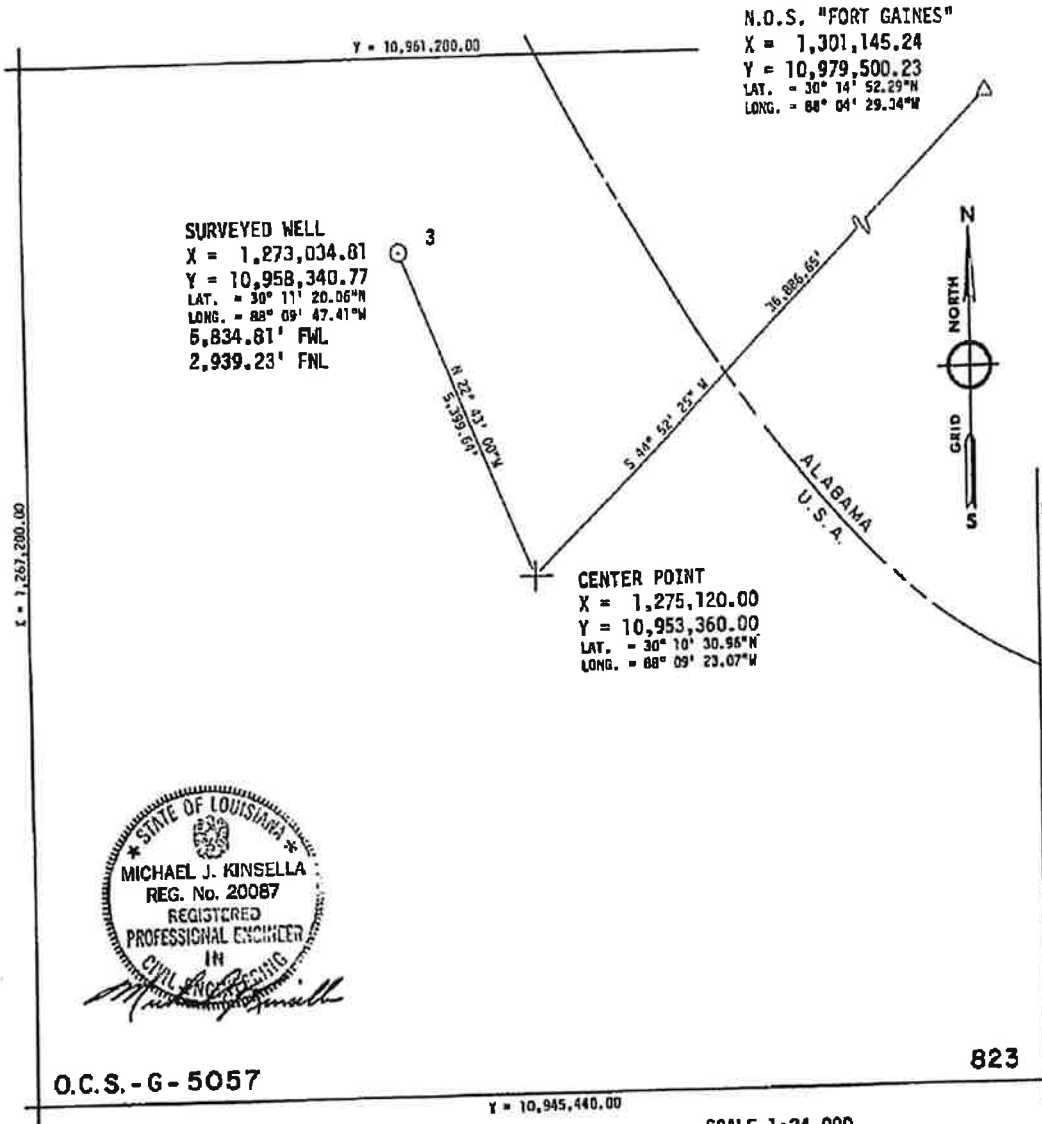 N.O.S. "FORT GAINES"
X = 1,301,145.24
Y = 10,979,500.23
LAT. = 30° 14' 52.29"N
LONG. = 88° 04' 29.34"W
Y = 10,961,200.00
SURVEYED WELL
X = 1,273,034.81
Y = 10,958,340.77
LAT. = 30° 11' 20.06"N
LONG. = 88° 09' 47.41"W
5,834.81' FWL
2,939.23' FNL
3
N 22° 43' 00"W
5,399.64'
36,886.65'
S 44° 52' 25" W
N
NORTH
GRID
S
ALABAMA
U.S.A.
X = 1,267,200.00
CENTER POINT
X = 1,275,120.00
Y = 10,953,360.00
LAT. = 30° 10' 30.96"N
LONG. = 88° 09' 23.07"W
STATE OF LOUISIANA
MICHAEL J. KINSELLA
REG. No. 20087
REGISTERED
PROFESSIONAL ENGINEER
IN
CIVIL ENGINEERING
Michael J. Kinsella
O.C.S.-G-5057
823
Y = 10,945,440.00
SCALE 1:24,000